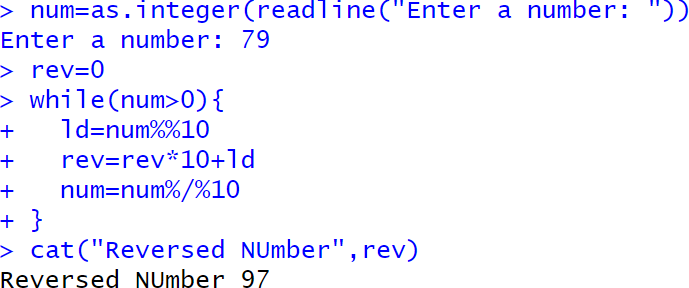 > num=as.integer(readline("Enter a number: "))
Enter a number: 79
> rev=0
> while(num>0){
+   ld=num%%10
+   rev=rev*10+ld
+   num=num%/%10
+ }
> cat("Reversed NUmber",rev)
Reversed NUmber 97